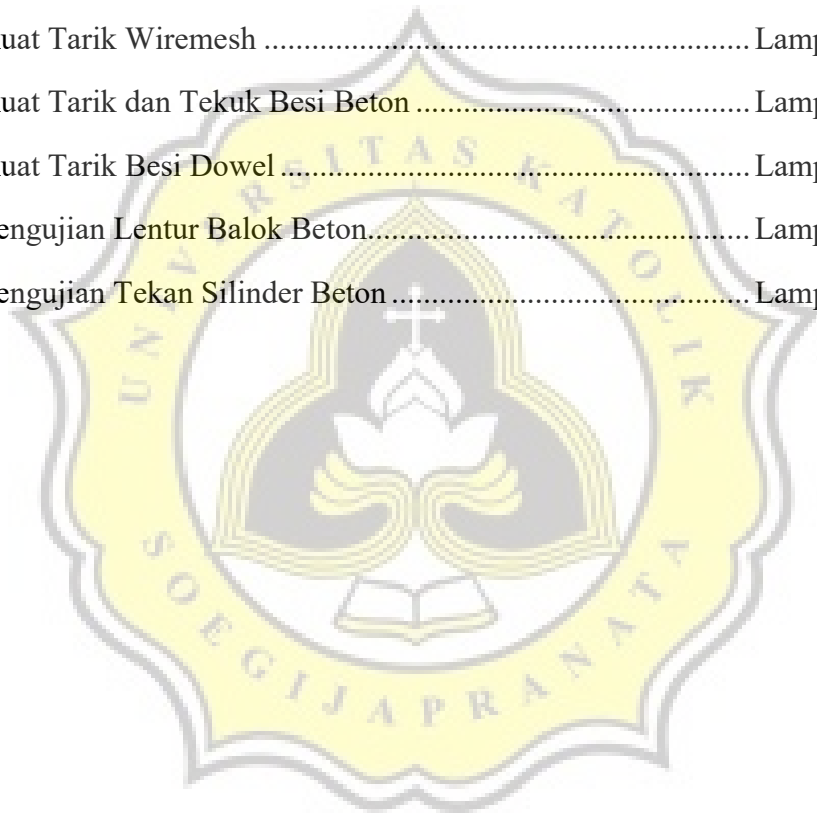 uat Tarik Wiremesh ................................................... Lamp
uat Tarik dan Tekuk Besi Beton ................................... Lamp
uat Tarik Besi Dowel ................................................. Lamp
engujian Lentur Balok Beton........................................ Lamp
engujian Tekan Silinder Beton ..................................... Lamp
UNIVERSITAS KATOLIK
SOEGIJAPRANATA